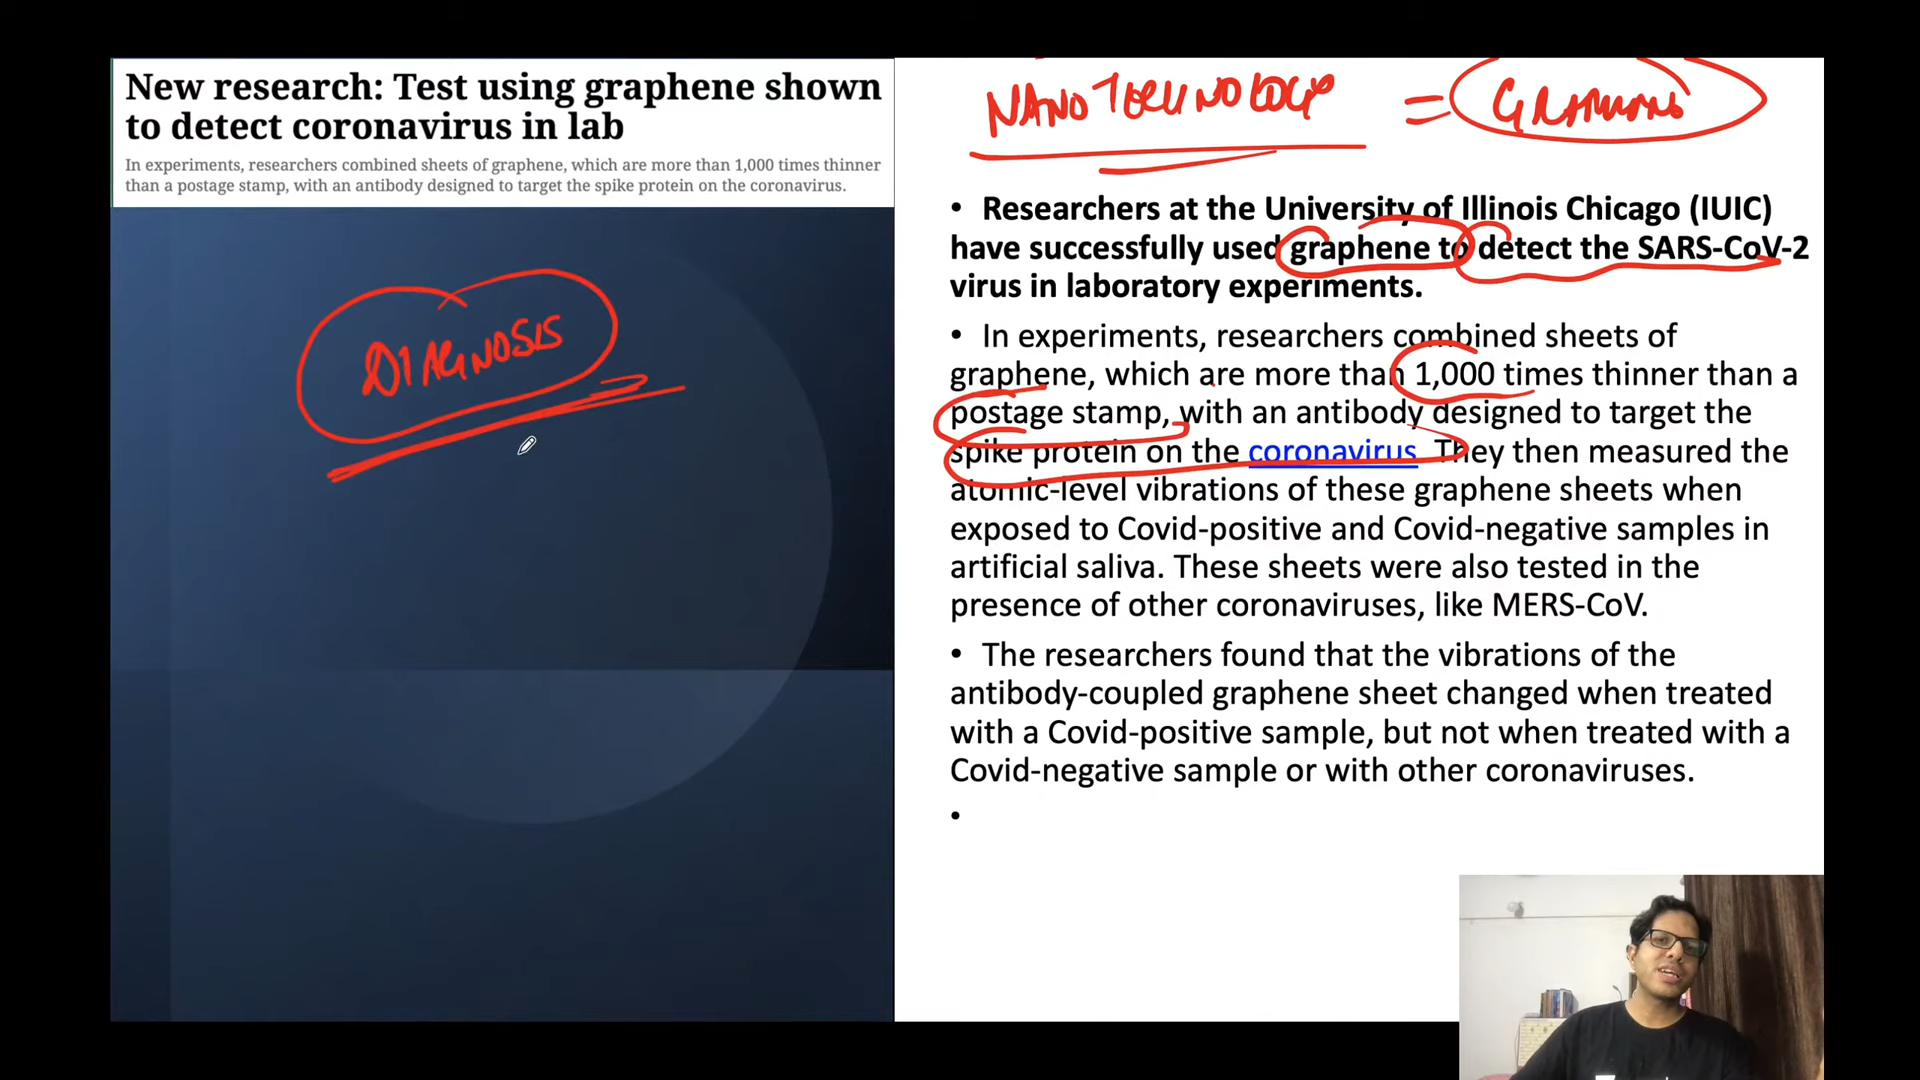 New research: Test using graphene shown
to detect coronavirus in lab
In experiments, researchers combined sheets of graphene, which are more than 1,000 times thinner
than a postage stamp, with an antibody designed to target the spike protein on the coronavirus.
DIAGNOSIS
NANOTECHNOLOGY =
• Researchers at the University of Illinois Chicago (IUIC)
have successfully used graphene to detect the SARS-CoV-2
virus in laboratory experiments.
• In experiments, researchers combined sheets of
graphene, which are more than 1,000 times thinner than a
postage stamp, with an antibody designed to target the
spike protein on the coronavirus. They then measured the
atomic-level vibrations of these graphene sheets when
exposed to Covid-positive and Covid-negative samples in
artificial saliva. These sheets were also tested in the
presence of other coronaviruses, like MERS-CoV.
• The researchers found that the vibrations of the
antibody-coupled graphene sheet changed when treated
with a Covid-positive sample, but not when treated with a
Covid-negative sample or with other coronaviruses.
•